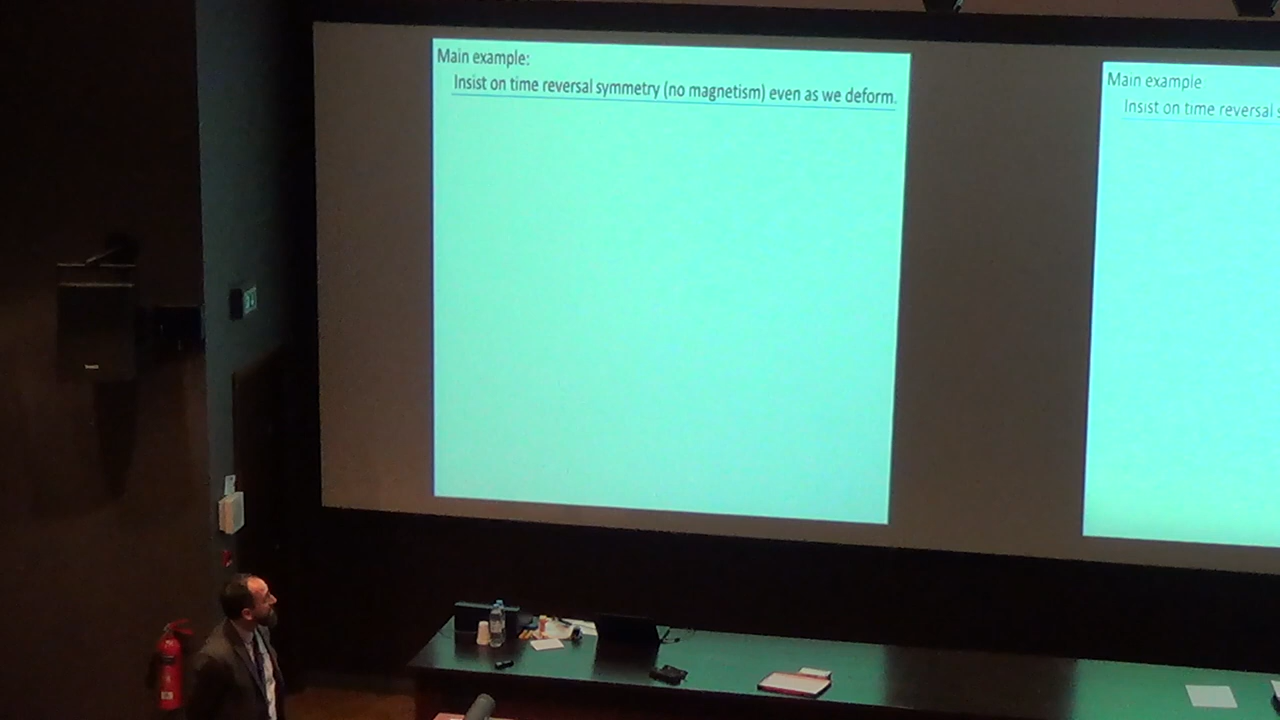 Main example:
Insist on time reversal symmetry (no magnetism) even as we deform.
Main example
Insist on time reversal